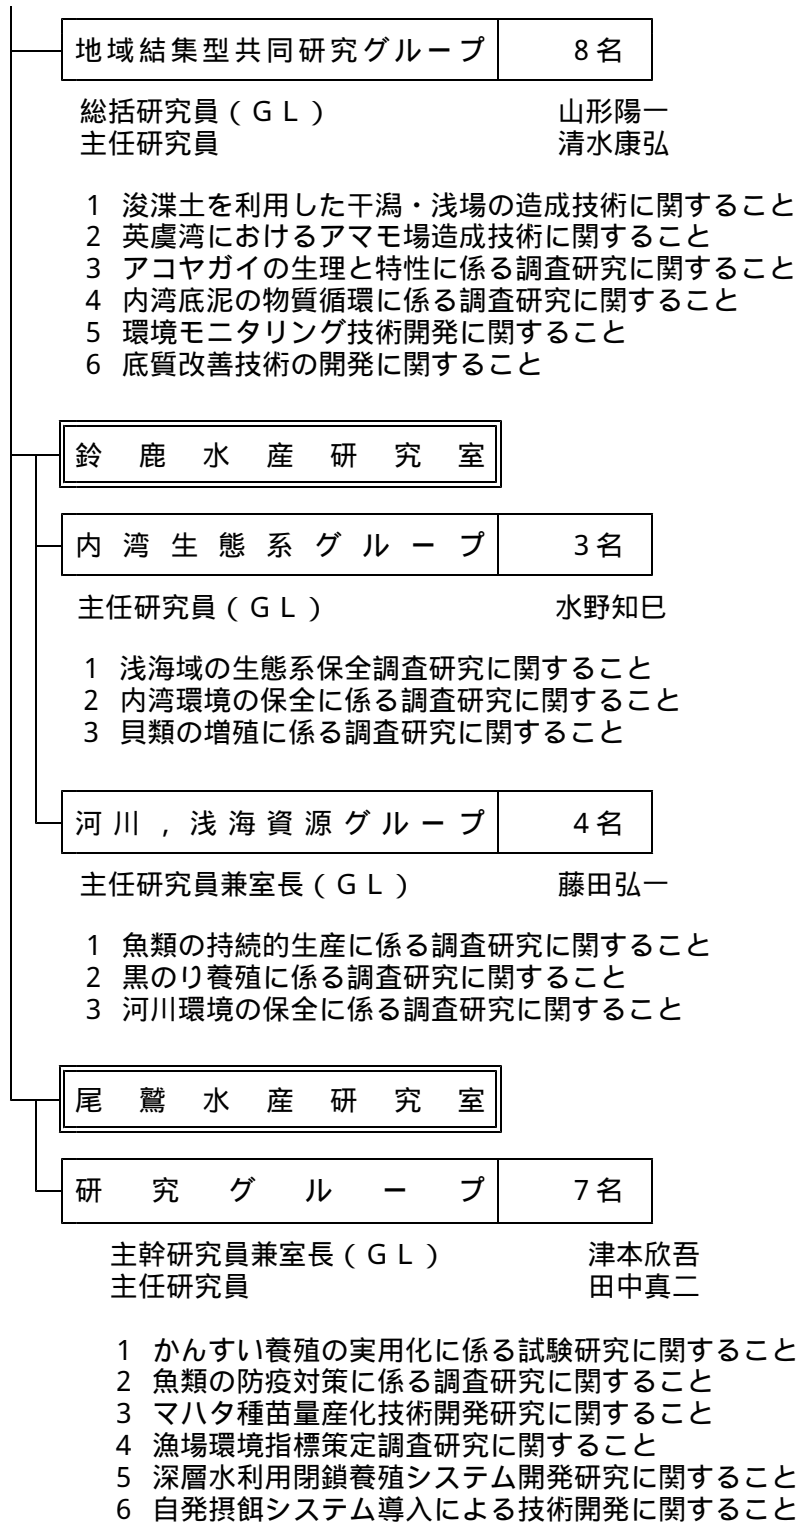 地域結集型共同研究グループ 8名
総括研究員(GL) 山形陽一
主任研究員 清水康弘
1 浚渫土を利用した干潟・浅場の造成技術に関すること
2 英虞湾におけるアマモ場造成技術に関すること
3 アコヤガイの生理と特性に係る調査研究に関すること
4 内湾底泥の物質循環に係る調査研究に関すること
5 環境モニタリング技術開発に関すること
6 底質改善技術の開発に関すること
鈴鹿水産研究室
内湾生態系グループ 3名
主任研究員(GL) 水野知巳
1 浅海域の生態系保全調査研究に関すること
2 内湾環境の保全に係る調査研究に関すること
3 貝類の増殖に係る調査研究に関すること
河川,浅海資源グループ 4名
主任研究員兼室長(GL) 藤田弘一
1 魚類の持続的生産に係る調査研究に関すること
2 黒のり養殖に係る調査研究に関すること
3 河川環境の保全に係る調査研究に関すること
尾鷲水産研究室
研究グループ 7名
主幹研究員兼室長(GL) 津本欣吾
主任研究員 田中真二
1 かんすい養殖の実用化に係る試験研究に関すること
2 魚類の防疫対策に係る調査研究に関すること
3 マハタ種苗量産化技術開発研究に関すること
4 漁場環境指標策定調査研究に関すること
5 深層水利用閉鎖養殖システム開発研究に関すること
6 自発摂餌システム導入による技術開発に関すること